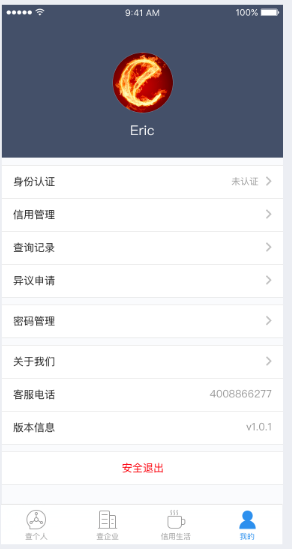 9:41 AM 100%
Eric
身份认证 未认证
信用管理
查询记录
异议申请
密码管理
关于我们
客服电话 4008866277
版本信息 v1.0.1
安全退出
查个人 查企业 信用生活 我的